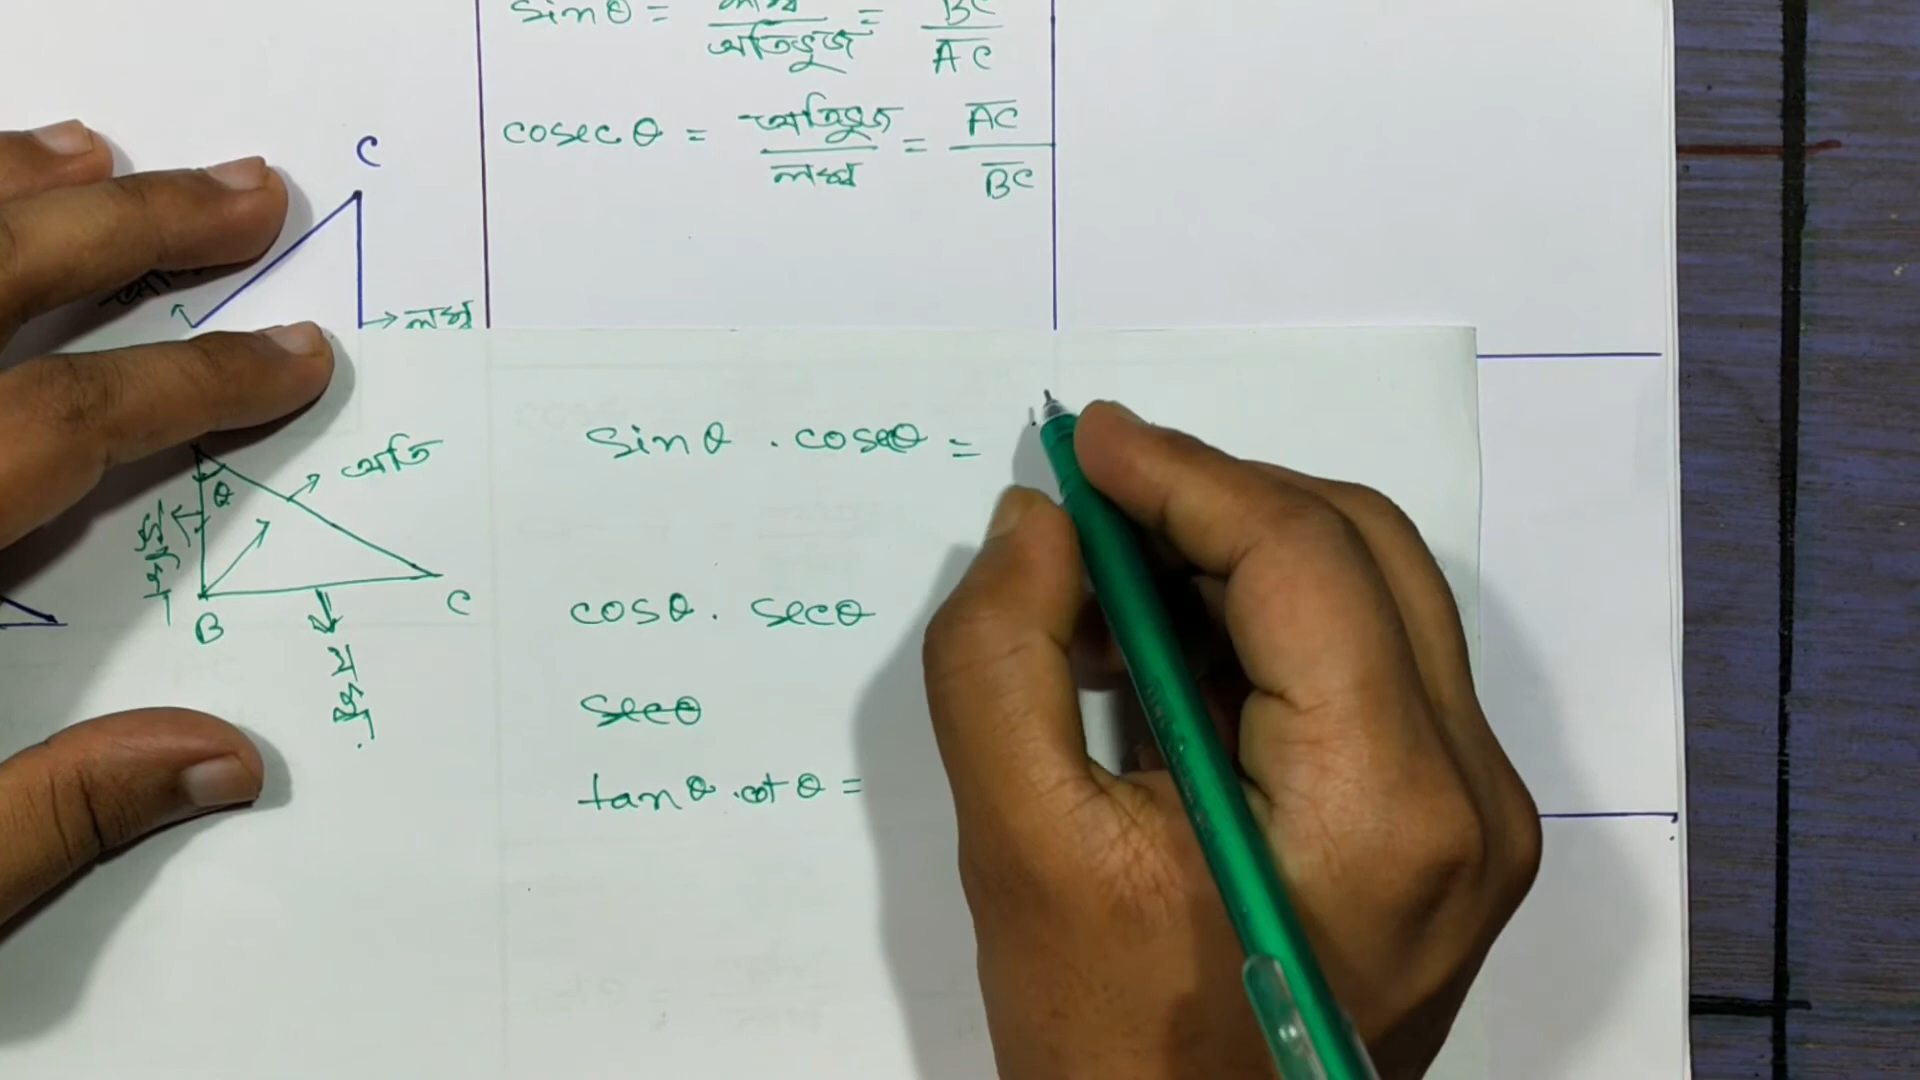 sinθ = লম্ব/অতিভুজ = BC/AC
cosecθ = অতিভুজ/লম্ব = AC/BC
C
লম্ব
অতি
θ
B
C
sinθ . cosecθ =
cosθ . secθ
secθ
tanθ . cotθ =